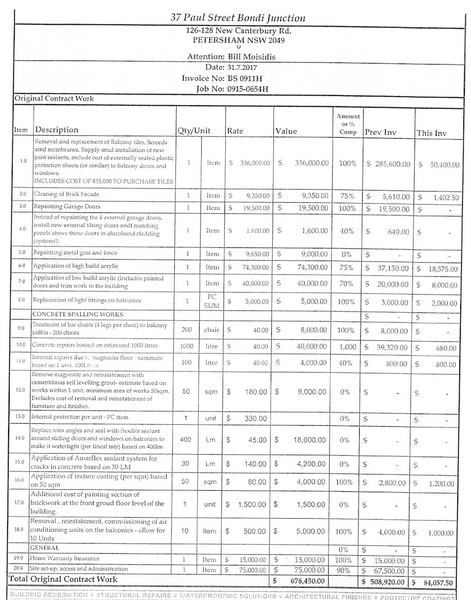 37 Paul Street Bondi Junction
126-128 New Canterbury Rd.
PETERSHAM NSW 2049
Attention: Bill Moisidis
Date: 31.7.2017
Invoice No: BS 0911H
Job No: 0915-0654H
Original Contract Work
Item Description Qty/Unit Rate Value Amount or % Comp Prev Inv This Inv
1.0 Removal and replacement of Balcony tiles, Screeds
and membranes. Supply and installation of new
joint sealants, include cost of externally sealed plastic
protection sheets (or similar) to balcony doors and
windows.
INCLUDES COST OF $35,000 TO PURCHASE TILES
1 Item $ 336,000.00 $ 336,000.00 100% $ 285,600.00 $ 50,400.00
2.0 Cleaning of Brick Facade 1 Item $ 9,350.00 $ 9,350.00 75% $ 5,610.00 $ 1,402.50
3.0 Repainting Garage Doors 1 Item $ 19,500.00 $ 19,500.00 100% $ 19,500.00 $ -
4.0 Instead of repainting the 4 external garage doors,
install new external tilting doors and matching
panels above those doors in alucobond cladding
(optional)
1 Item $ 1,600.00 $ 1,600.00 40% $ 640.00 $ -
5.0 Repainting metal gate and fence 1 Item $ 9,650.00 $ 9,000.00 0% $ - $ -
6.0 Application of high build acrylic 1 Item $ 74,300.00 $ 74,300.00 75% $ 37,150.00 $ 18,575.00
7.0 Application of low build acrylic (includes painted
doors and trim work to the building
1 Item $ 40,000.00 $ 40,000.00 70% $ 20,000.00 $ 8,000.00
8.0 Replacement of light fittings on balconies 1 PC SUM $ 5,000.00 $ 5,000.00 100% $ 3,000.00 $ 2,000.00
CONCRETE SPALLING WORKS $ - $ -
9.0 Treatment of bar chairs (4 legs per chair) to balcony
soffits - 200 chairs
200 chair $ 40.00 $ 8,000.00 100% $ 8,000.00 $ -
10.0 Concrete repairs based on estimated 1000 litres 1000 litre $ 40.00 $ 40,000.00 1,000 $ 39,320.00 $ 680.00
11.0 Internal repairs due to magnesite floor - estimate
based on 1 unit, 100Litres
100 litre $ 40.00 $ 4,000.00 40% $ 800.00 $ 800.00
12.0 Remove magnesite and reinstatement with
cementitious self levelling grout- estimate based on
works within 1 unit, minimum area of works 50sqm.
Excludes cost of removal and reinstatement of
furniture and finishes.
50 sqm $ 180.00 $ 9,000.00 0% $ - $ -
13.0 Internal protection per unit - PC item 1 unit $ 330.00 0% $ - $ -
14.0 Replace trim angles and seal with flexible sealant
around sliding doors and windows on balconies to
make it watertight (per lineal mtr) based on 400lm
400 Lm $ 45.00 $ 18,000.00 0% $ - $ -
15.0 Application of Amarflex sealant system for
cracks in concrete based on 30 LM
30 Lm $ 140.00 $ 4,200.00 0% $ - $ -
16.0 Application of texture coating (per sqm) based
on 50 sqm
50 sqm $ 80.00 $ 4,000.00 100% $ 2,800.00 $ 1,200.00
17.0 Additional cost of painting section of
brickwork at the front groud floor level of the
building.
1 unit $ 1,500.00 $ 1,500.00 0% $ - $ -
18.0 Removal , reinstatement, commissioning of air
conditioning units on the balconies - allow for
10 Units
10 item $ 500.00 $ 5,000.00 100% $ 4,000.00 $ 1,000.00
GENERAL 0% $ - $ -
19.0 Home Warranty Insurance 1 Item $ 15,000.00 $ 15,000.00 100% $ 15,000.00 $ -
20.0 Site set-up, access and administration 1 Item $ 75,000.00 $ 75,000.00 90% $ 67,500.00 $ -
Total Original Contract Work $ 678,450.00 $ 508,920.00 $ 84,057.50
BUILDING REMEDIATION STRUCTURAL REPAIRS WATERPROOFING SOLUTIONS ARCHITECTURAL FINISHES PROTECTIVE COATINGS